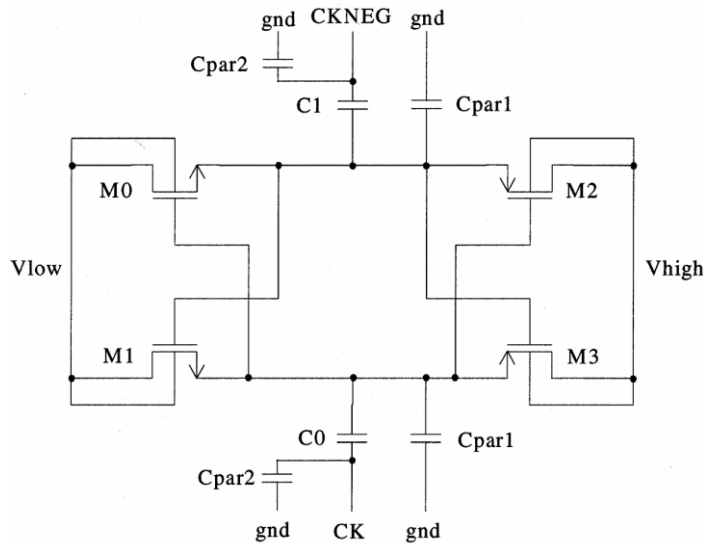 gnd CKNEG gnd
Cpar2
C1 Cpar1
M0 M2
Vlow Vhigh
M1 M3
C0 Cpar1
Cpar2
gnd CK gnd